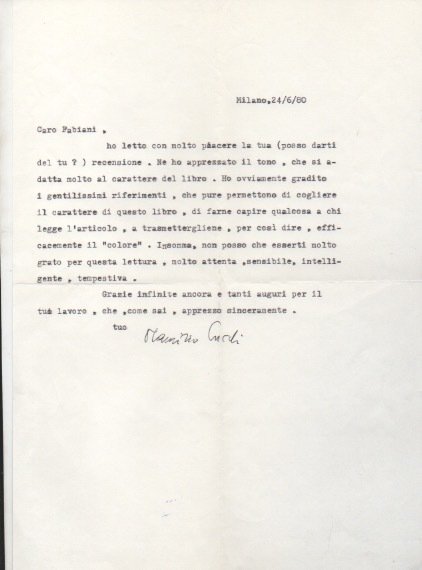 Milano,24/6/80
Caro Fabiani ,
ho letto con molto piacere la tua (posso darti
del tu ? ) recensione . Ne ho apprezzato il tono , che si a-
datta molto al carattere del libro . Ho ovviamente gradito
i gentilissimi riferimenti , che pure permettono di cogliere
il carattere di questo libro , di farne capire qualcosa a chi
legge l'articolo , a trasmettergliene , per così dire , effi-
cacemente il "colore" . Insomma, non posso che esserti molto
grato per questa lettura , molto attenta ,sensibile, intelli-
gente , tempestiva .
Grazie infinite ancora e tanti auguri per il
tuo lavoro , che ,come sai , apprezzo sinceramente .
tuo
Maurizio Cucchi